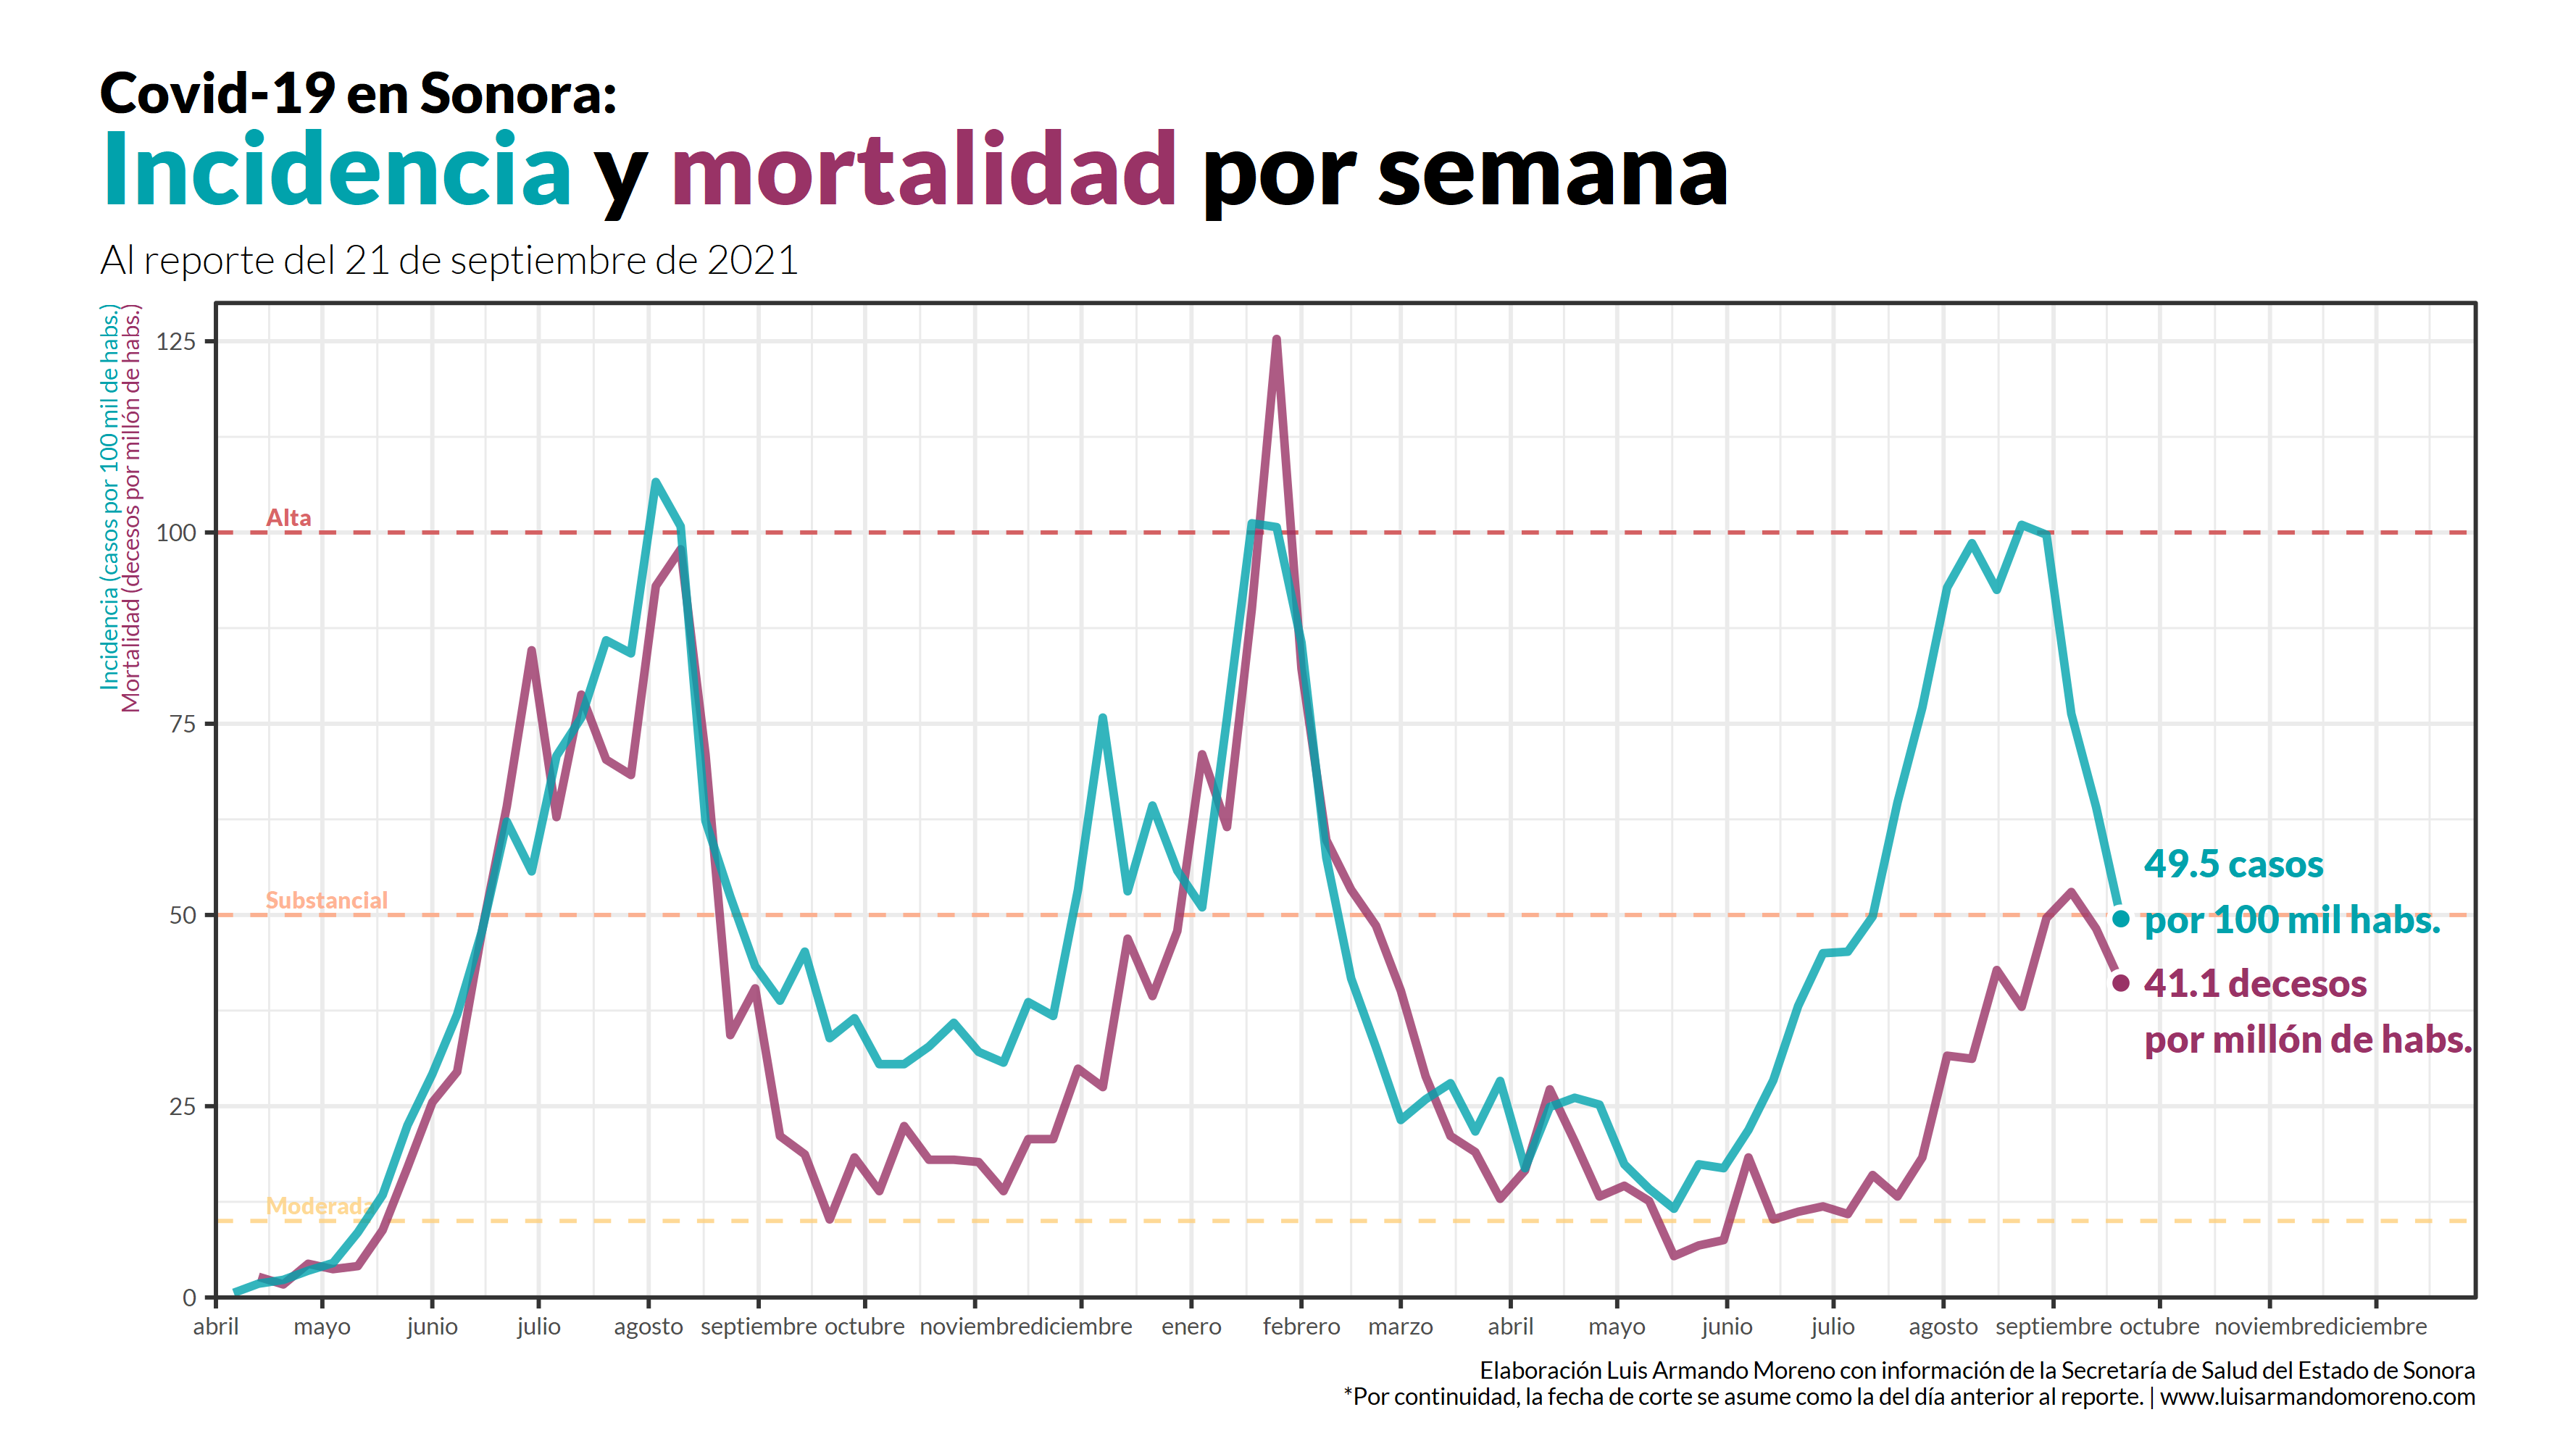 Covid-19 en Sonora:
Incidencia y mortalidad por semana
Al reporte del 21 de septiembre de 2021
Incidencia (casos por 100 mil de habs.)
Mortalidad (decesos por millón de habs.)
125
100
75
50
25
0
Alta
Substancial
Moderada
49.5 casos
por 100 mil habs.
41.1 decesos
por millón de habs.
abril mayo junio julio agosto septiembre octubre noviembre diciembre enero febrero marzo abril mayo junio julio agosto septiembre octubre noviembre diciembre
Elaboración Luis Armando Moreno con información de la Secretaría de Salud del Estado de Sonora
*Por continuidad, la fecha de corte se asume como la del día anterior al reporte. | www.luisarmandomoreno.com